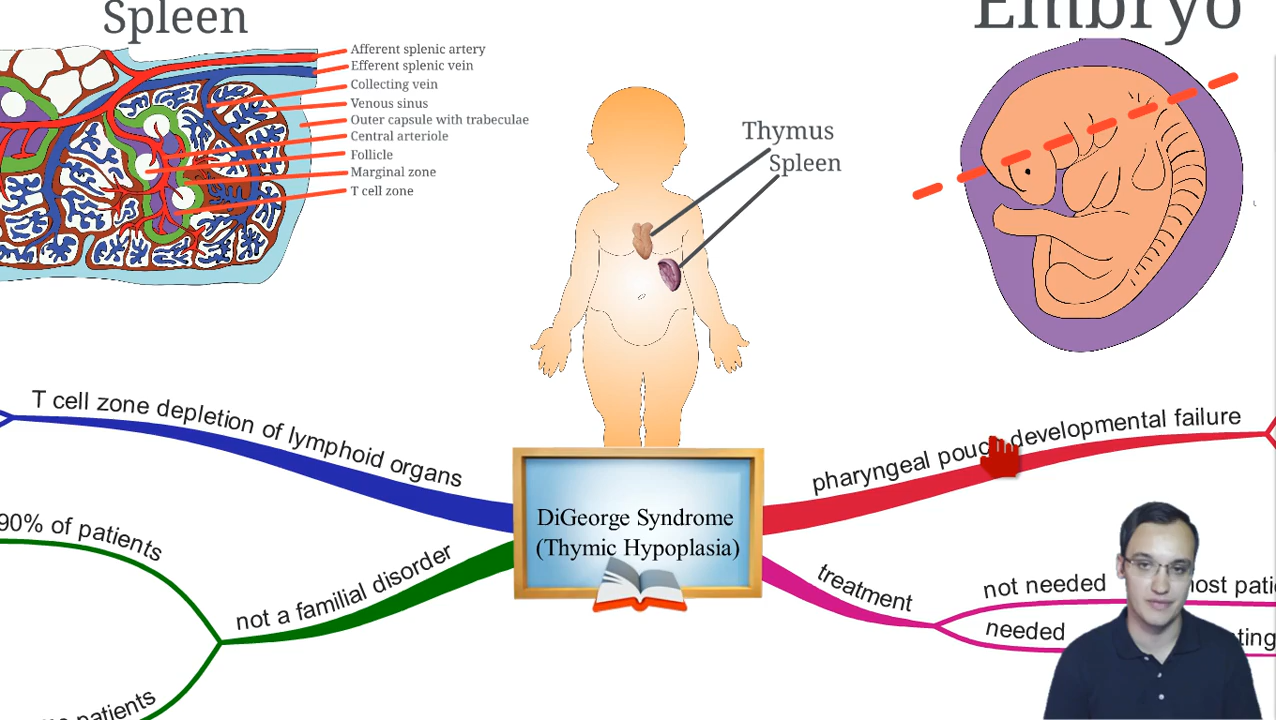 Spleen
Embryo
Afferent splenic artery
Efferent splenic vein
Collecting vein
Venous sinus
Outer capsule with trabeculae
Central arteriole
Follicle
Marginal zone
T cell zone
Thymus
Spleen
T cell zone depletion of lymphoid organs
pharyngeal pouch developmental failure
90% of patients
not a familial disorder
DiGeorge Syndrome
(Thymic Hypoplasia)
treatment
not needed
needed
patients